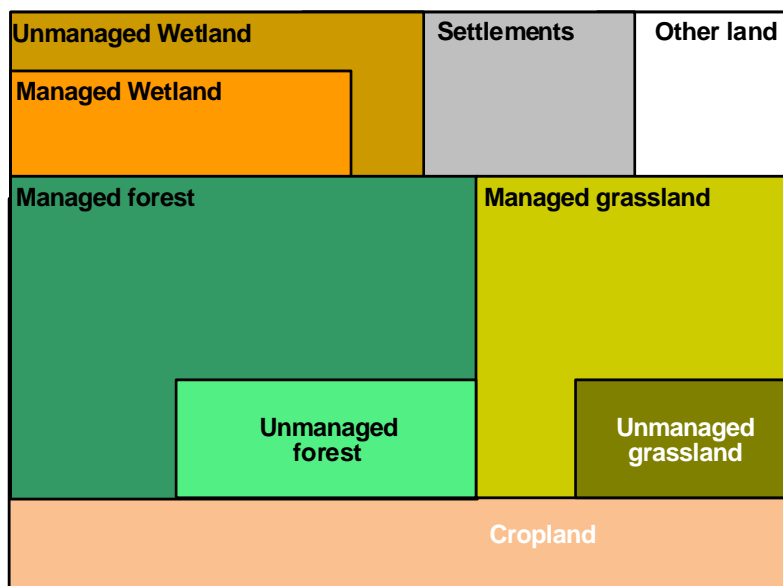 Unmanaged Wetland
Settlements
Other land
Managed Wetland
Managed forest
Managed grassland
Unmanaged
forest
Unmanaged
grassland
Cropland